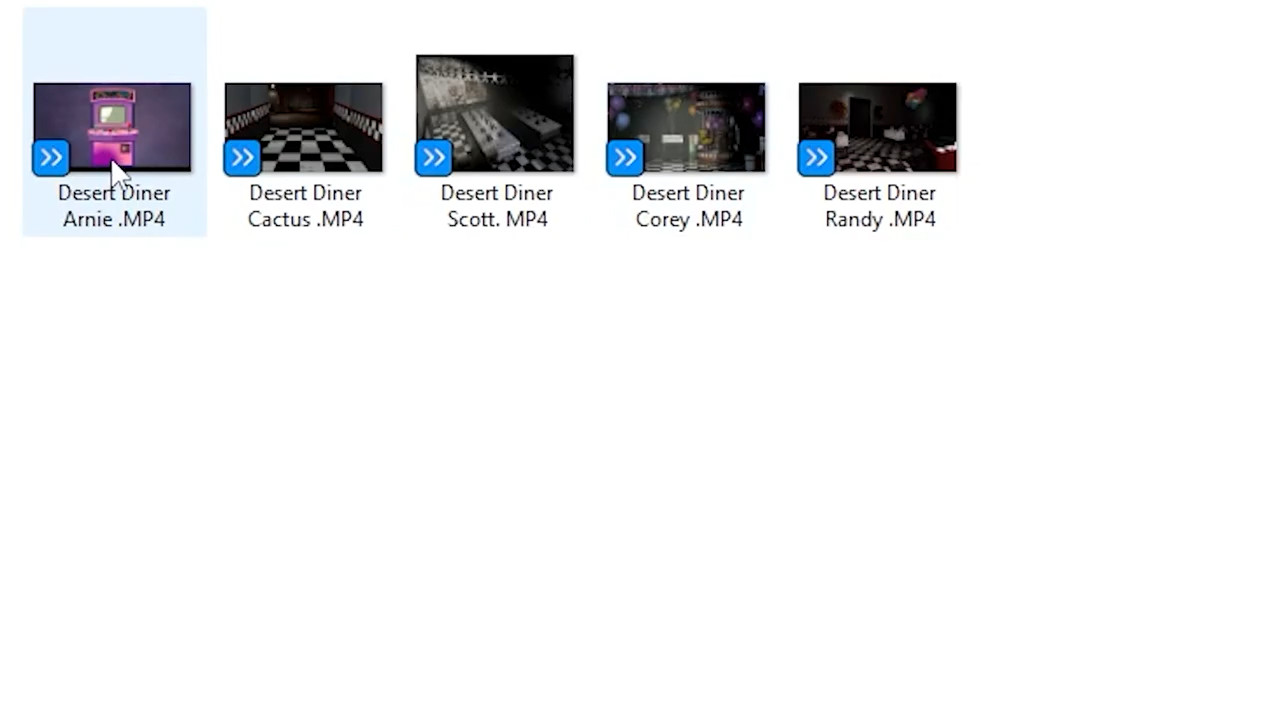 Desert Diner
Arnie .MP4
Desert Diner
Cactus .MP4
Desert Diner
Scott. MP4
Desert Diner
Corey .MP4
Desert Diner
Randy .MP4